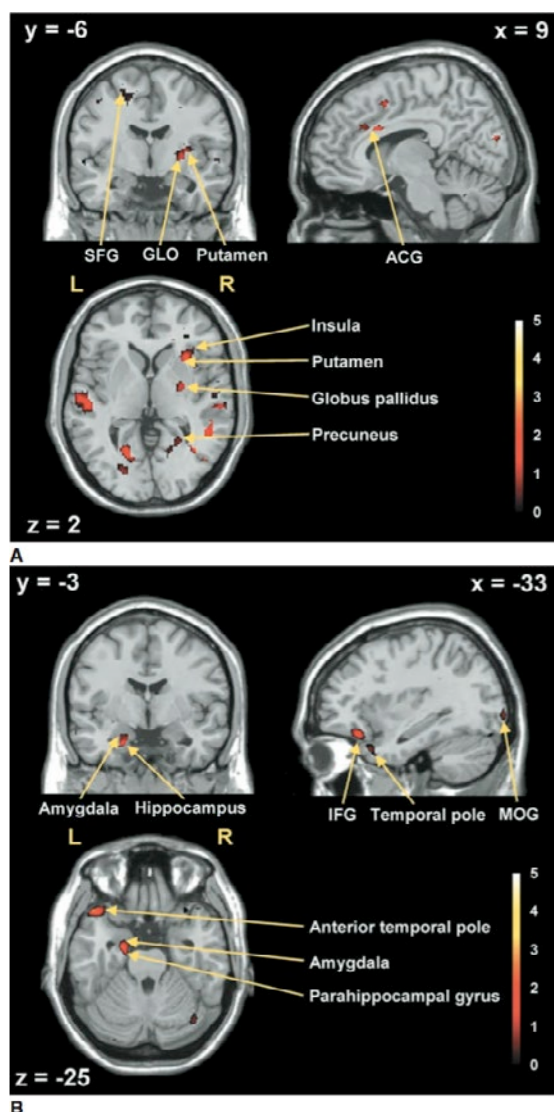 y = -6 x = 9
SFG GLO Putamen ACG
L R
Insula
Putamen
Globus pallidus
Precuneus
5
4
3
2
1
0
z = 2
A
y = -3 x = -33
Amygdala Hippocampus IFG Temporal pole MOG
L R
Anterior temporal pole
Amygdala
Parahippocampal gyrus
5
4
3
2
1
0
z = -25
B